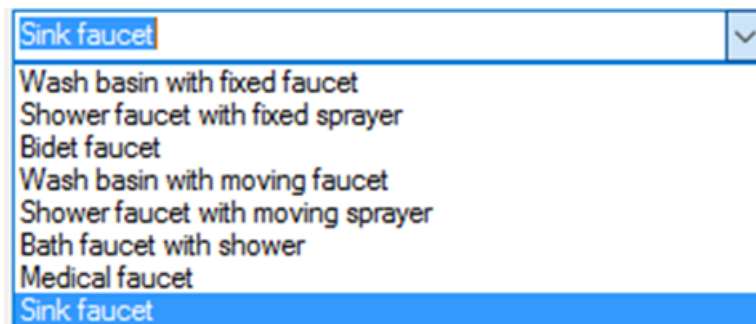 Sink faucet
Wash basin with fixed faucet
Shower faucet with fixed sprayer
Bidet faucet
Wash basin with moving faucet
Shower faucet with moving sprayer
Bath faucet with shower
Medical faucet
Sink faucet